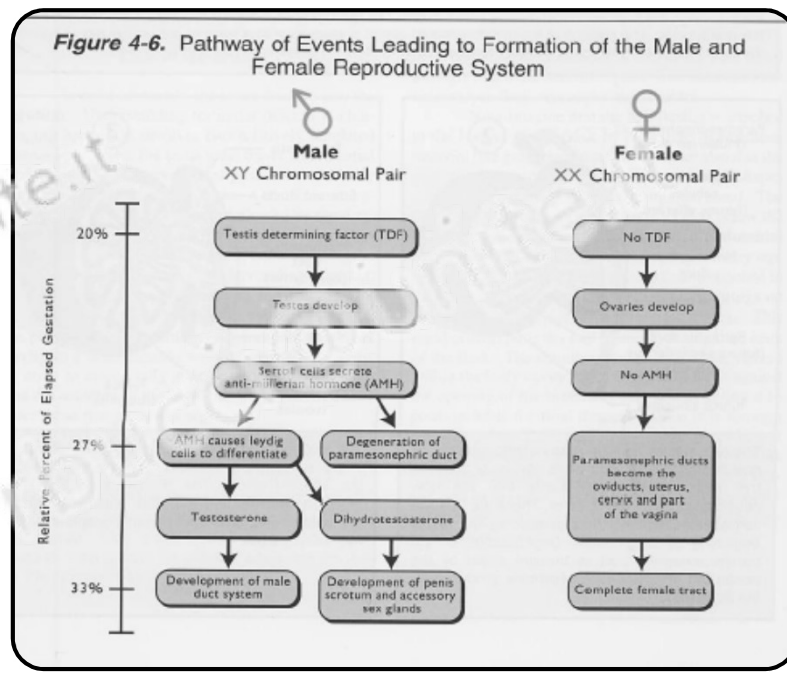 Figure 4-6. Pathway of Events Leading to Formation of the Male and
Female Reproductive System
Male
XY Chromosomal Pair
Female
XX Chromosomal Pair
Relative Percent of Elapsed Gestation
20%
27%
33%
Testis determining factor (TDF)
Testes develop
Sertoli cells secrete
anti-müllerian hormone (AMH)
AMH causes leydig
cells to differentiate
Degeneration of
paramesonephric duct
Testosterone
Dihydrotestosterone
Development of male
duct system
Development of penis
scrotum and accessory
sex glands
No TDF
Ovaries develop
No AMH
Paramesonephric ducts
become the
oviducts, uterus,
cervix and part
of the vagina
Complete female tract